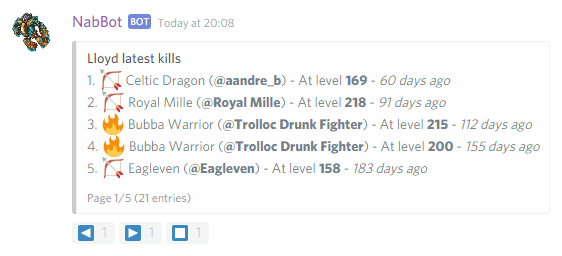 NabBot BOT Today at 20:08
Lloyd latest kills
1. 🏹 Celtic Dragon (@aandre_b) - At level 169 - 60 days ago
2. 🏹 Royal Mille (@Royal Mille) - At level 218 - 91 days ago
3. 🔥 Bubba Warrior (@Trolloc Drunk Fighter) - At level 215 - 112 days ago
4. 🔥 Bubba Warrior (@Trolloc Drunk Fighter) - At level 200 - 155 days ago
5. 🏹 Eagleven (@Eagleven) - At level 158 - 183 days ago
Page 1/5 (21 entries)
1 1 1